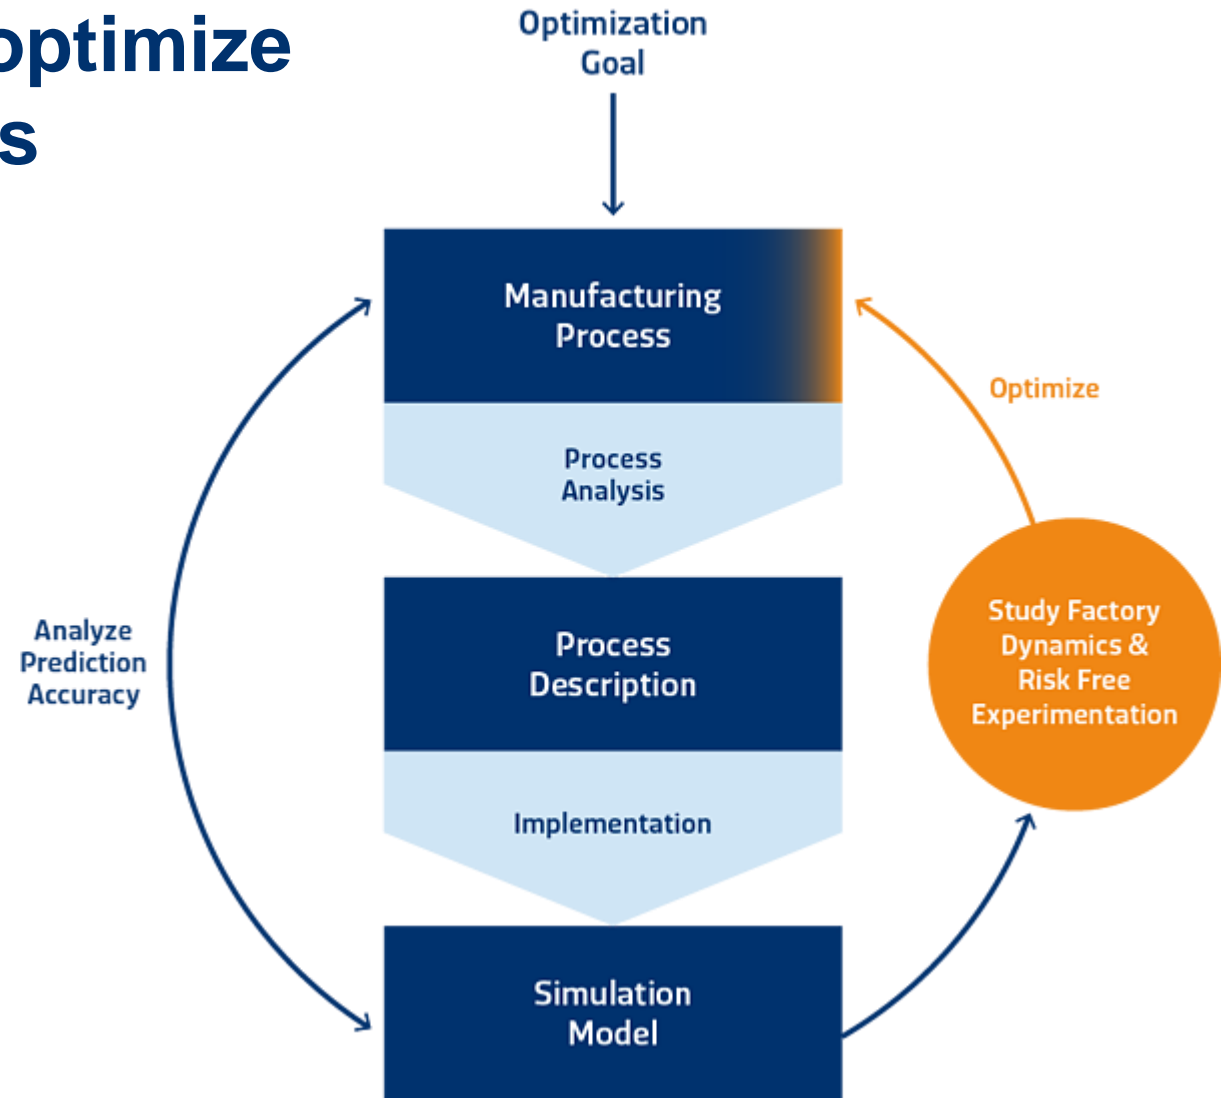 optimize
s
Optimization
Goal
Manufacturing
Process
Optimize
Process
Analysis
Analyze
Prediction
Accuracy
Process
Description
Study Factory
Dynamics &
Risk Free
Experimentation
Implementation
Simulation
Model